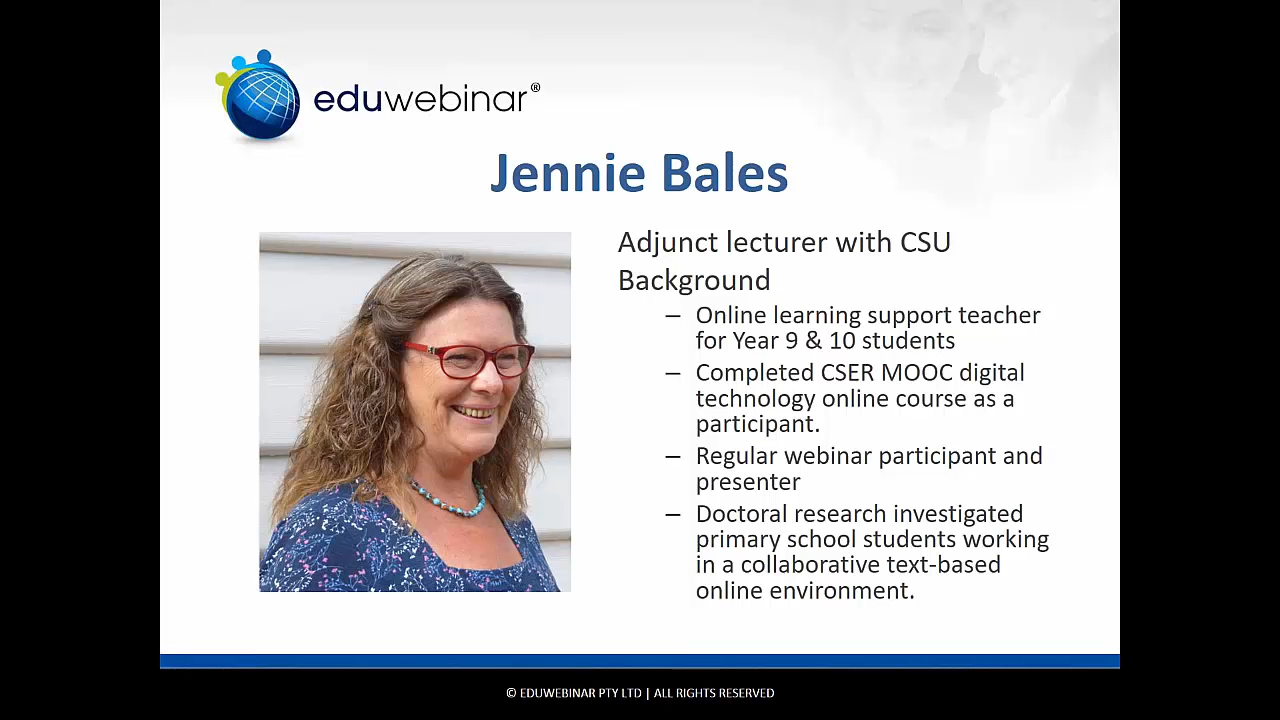 eduwebinar®
Jennie Bales
Adjunct lecturer with CSU
Background
– Online learning support teacher
for Year 9 & 10 students
– Completed CSER MOOC digital
technology online course as a
participant.
– Regular webinar participant and
presenter
– Doctoral research investigated
primary school students working
in a collaborative text-based
online environment.
© EDUWEBINAR PTY LTD | ALL RIGHTS RESERVED